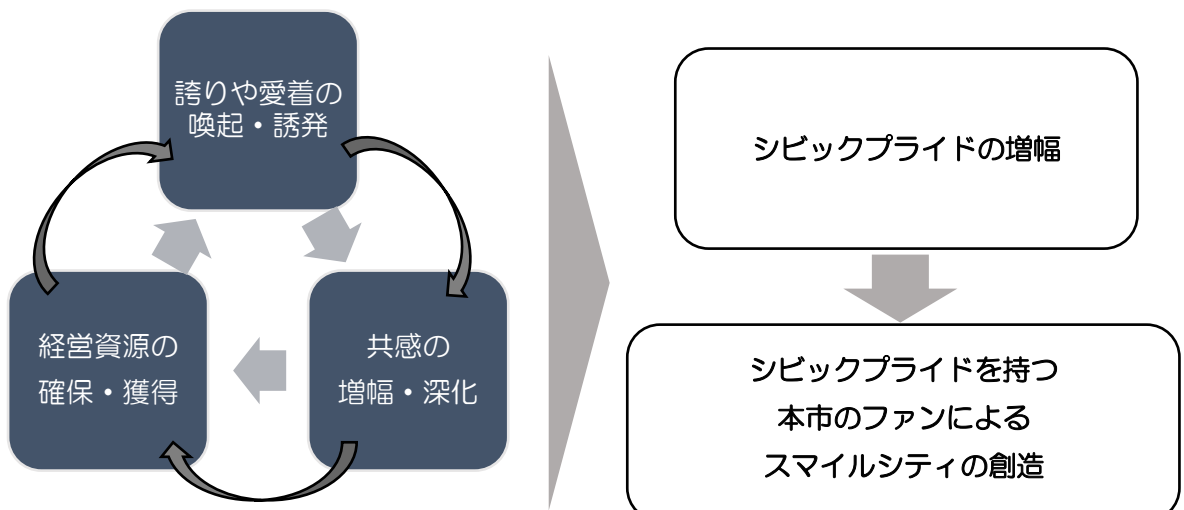 誇りや愛着の
喚起・誘発
経営資源の
確保・獲得
共感の
増幅・深化
シビックプライドの増幅
シビックプライドを持つ
本市のファンによる
スマイルシティの創造